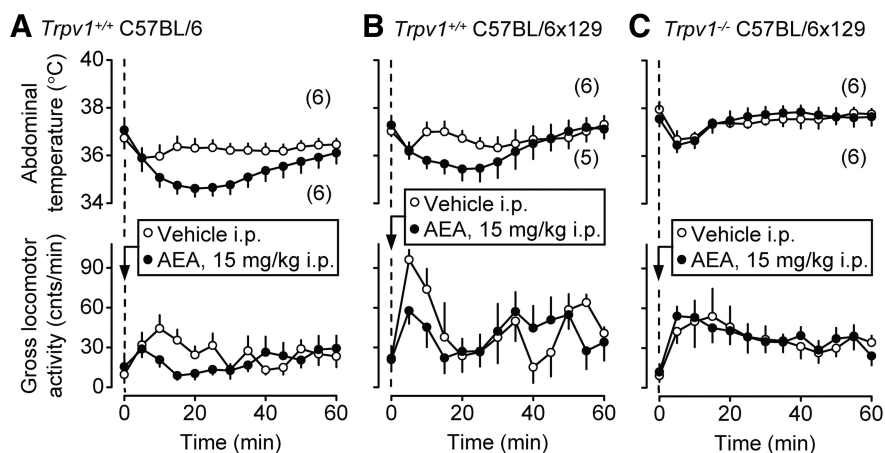 A Trpv1+/+ C57BL/6
B Trpv1+/+ C57BL/6x129
C Trpv1-/- C57BL/6x129
Abdominal
temperature (°C)
40
38
36
34
(6)
(6)
(6)
(5)
(6)
(6)
Vehicle i.p.
AEA, 15 mg/kg i.p.
Vehicle i.p.
AEA, 15 mg/kg i.p.
Vehicle i.p.
AEA, 15 mg/kg i.p.
Gross locomotor
activity (cnts/min)
90
60
30
0
0 20 40 60
0 20 40 60
0 20 40 60
Time (min)
Time (min)
Time (min)